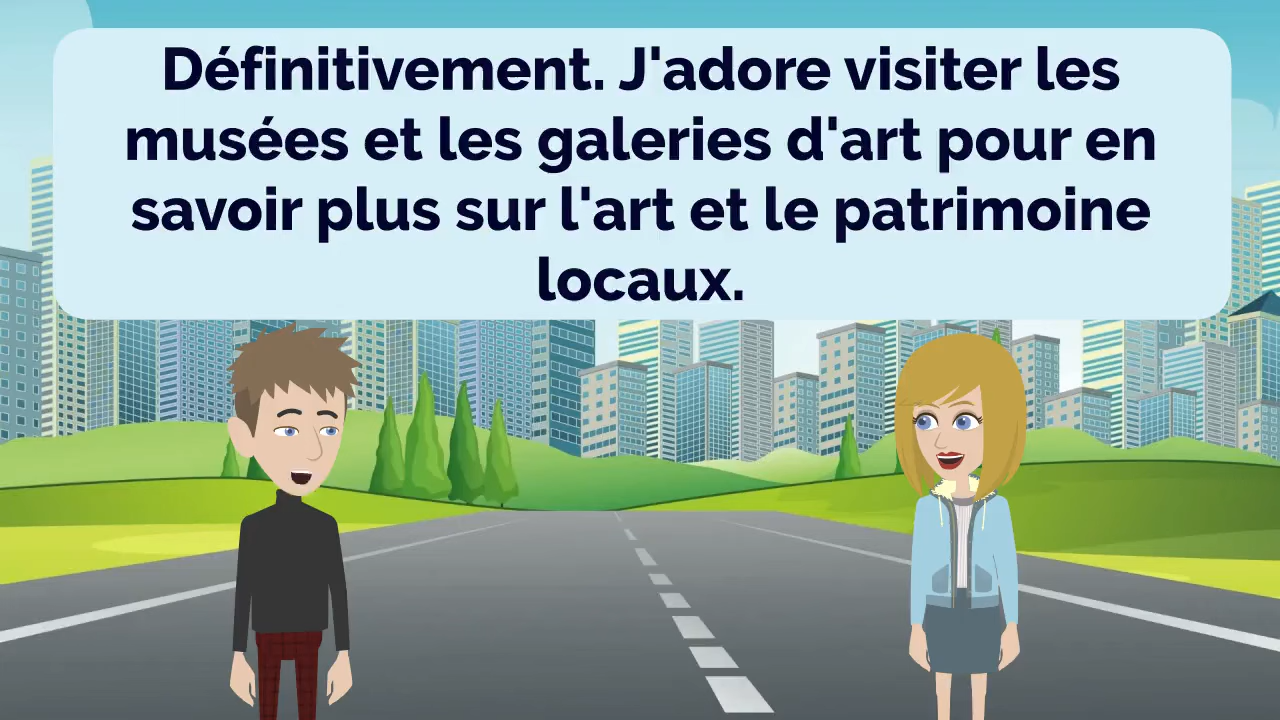 Définitivement. J'adore visiter les
musées et les galeries d'art pour en
savoir plus sur l'art et le patrimoine
locaux.